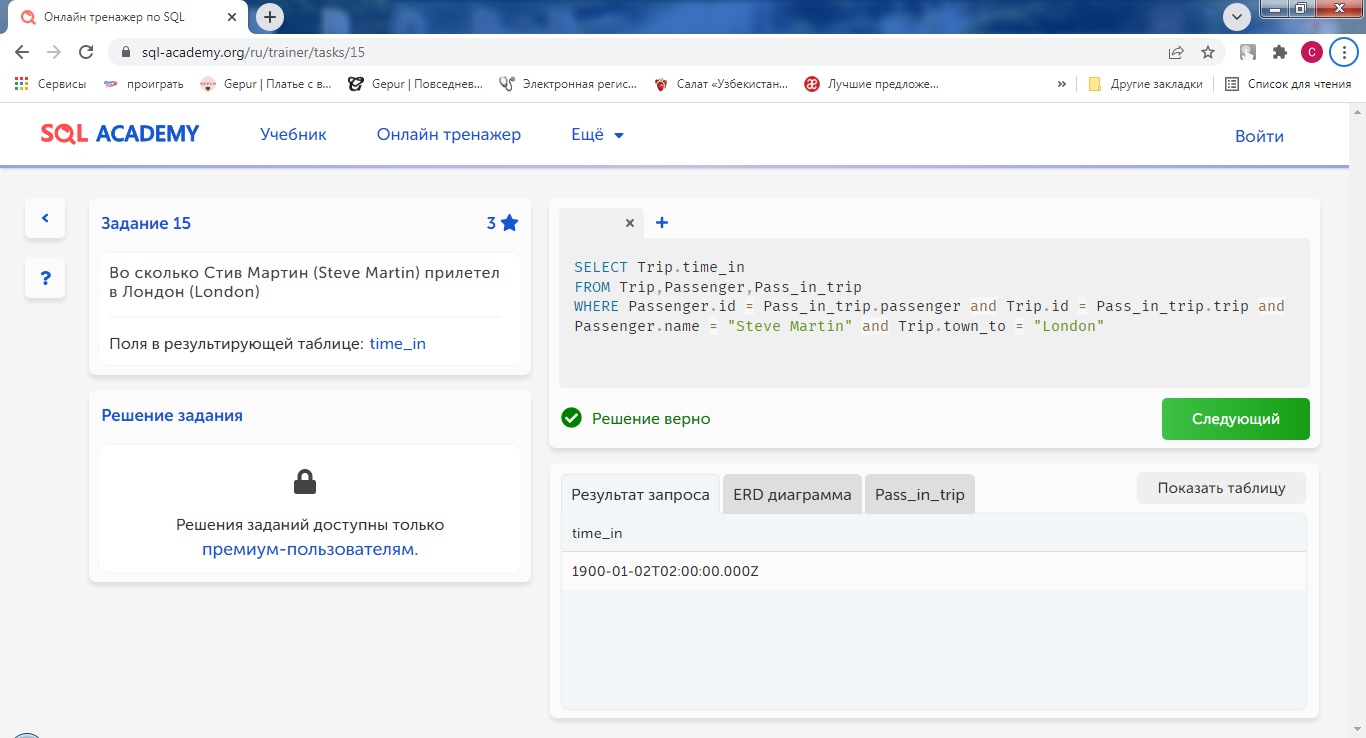 Онлайн тренажер по SQL
sql-academy.org/ru/trainer/tasks/15
C
Сервисы
проиграть
Gepur | Платье с в...
Gepur | Повседнев...
Электронная регис...
Салат «Узбекистан...
Лучшие предложе...
»
Другие закладки
Список для чтения
SQL ACADEMY
Учебник
Онлайн тренажер
Ещё
Войти
Задание 15
3
?
Во сколько Стив Мартин (Steve Martin) прилетел
в Лондон (London)
Поля в результирующей таблице: time_in
Решение задания
Решения заданий доступны только
премиум-пользователям.
SELECT Trip.time_in
FROM Trip,Passenger,Pass_in_trip
WHERE Passenger.id = Pass_in_trip.passenger and Trip.id = Pass_in_trip.trip and
Passenger.name = "Steve Martin" and Trip.town_to = "London"
Решение верно
Следующий
Результат запроса
ERD диаграмма
Pass_in_trip
Показать таблицу
time_in
1900-01-02T02:00:00.000Z